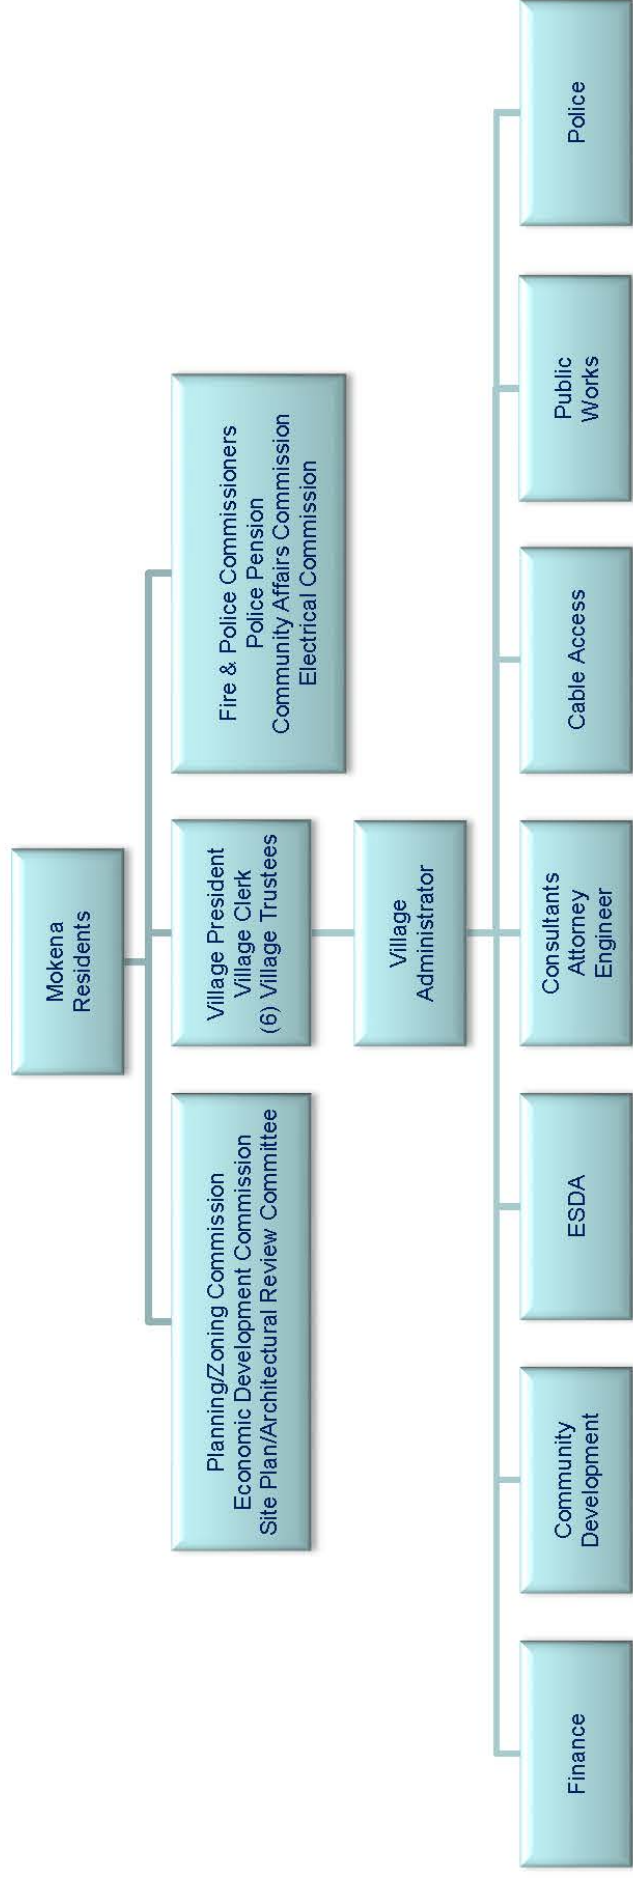 Mokena
Residents
Planning/Zoning Commission
Economic Development Commission
Site Plan/Architectural Review Committee
Village President
Village Clerk
(6) Village Trustees
Fire & Police Commissioners
Police Pension
Community Affairs Commission
Electrical Commission
Village
Administrator
Finance
Community
Development
ESDA
Consultants
Attorney
Engineer
Cable Access
Public
Works
Police